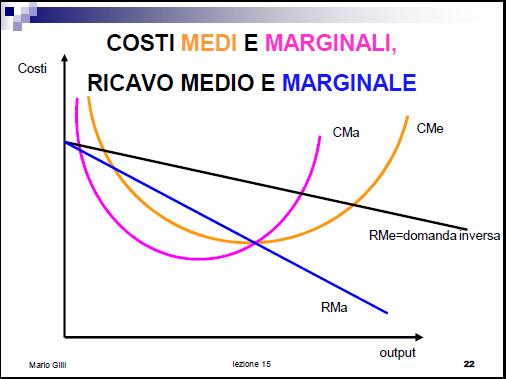 COSTI MEDI E MARGINALI,
RICAVO MEDIO E MARGINALE
Costi
CMa
CMe
RMe=domanda inversa
RMa
output
Mario Gilli
lezione 15
22